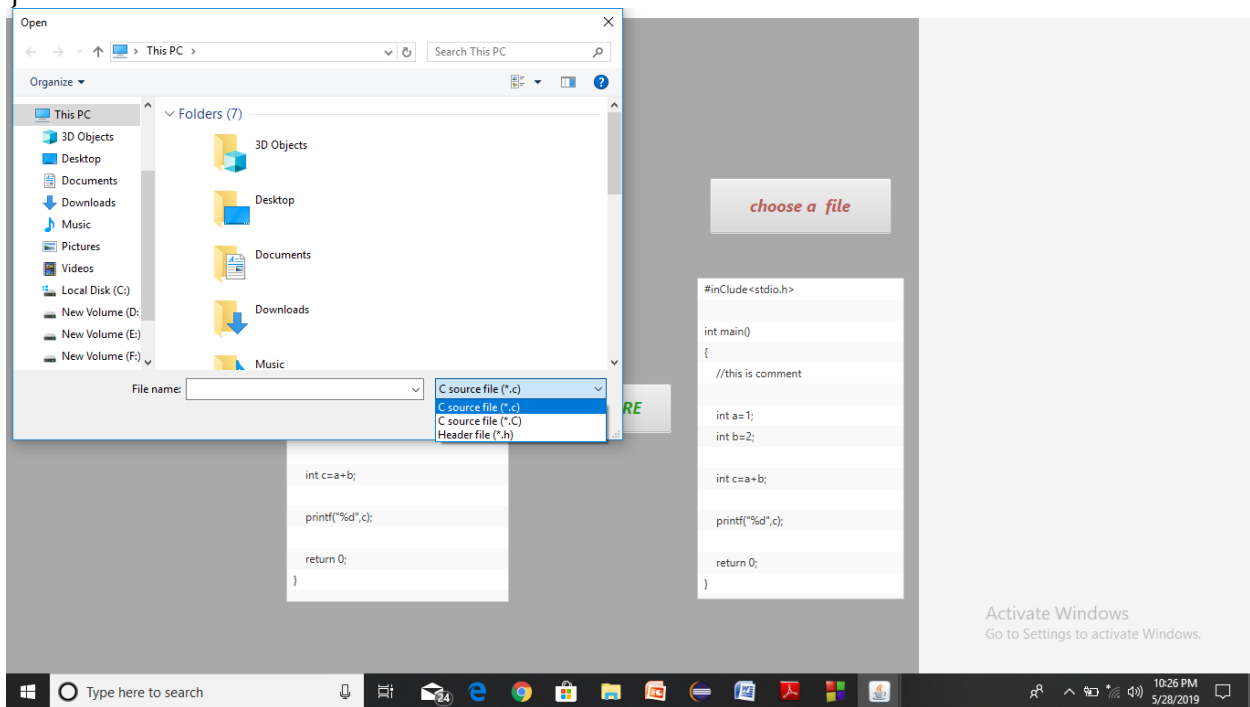 }
Open
This PC
Search This PC
Organize
This PC
3D Objects
Desktop
Documents
Downloads
Music
Pictures
Videos
Local Disk (C:)
New Volume (D:
New Volume (E:)
New Volume (F:)
Folders (7)
3D Objects
Desktop
Documents
Downloads
Music
File name:
C source file (*.c)
C source file (*.c)
C source file (*.C)
Header file (*.h)
RE
int c=a+b;
printf("%d",c);
return 0;
}
choose a file
#inClude<stdio.h>
int main()
{
//this is comment
int a=1;
int b=2;
int c=a+b;
printf("%d",c);
return 0;
}
Activate Windows
Go to Settings to activate Windows.
Type here to search
24
10:26 PM
5/28/2019